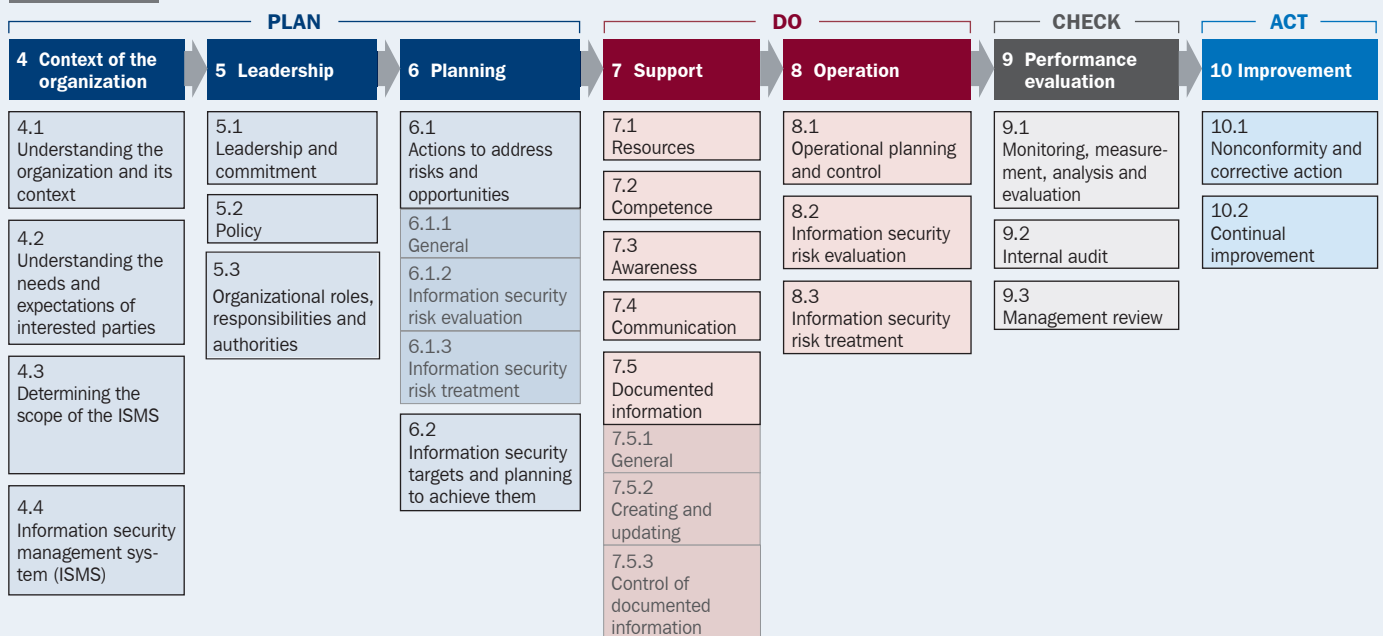 PLAN
DO
CHECK
ACT
4 Context of the
organization
5 Leadership
6 Planning
7 Support
8 Operation
9 Performance
evaluation
10 Improvement
4.1
Understanding the
organization and its
context
4.2
Understanding the
needs and
expectations of
interested parties
4.3
Determining the
scope of the ISMS
4.4
Information security
management sys-
tem (ISMS)
5.1
Leadership and
commitment
5.2
Policy
5.3
Organizational roles,
responsibilities and
authorities
6.1
Actions to address
risks and
opportunities
6.1.1
General
6.1.2
Information security
risk evaluation
6.1.3
Information security
risk treatment
6.2
Information security
targets and planning
to achieve them
7.1
Resources
7.2
Competence
7.3
Awareness
7.4
Communication
7.5
Documented
information
7.5.1
General
7.5.2
Creating and
updating
7.5.3
Control of
documented
information
8.1
Operational planning
and control
8.2
Information security
risk evaluation
8.3
Information security
risk treatment
9.1
Monitoring, measure-
ment, analysis and
evaluation
9.2
Internal audit
9.3
Management review
10.1
Nonconformity and
corrective action
10.2
Continual
improvement